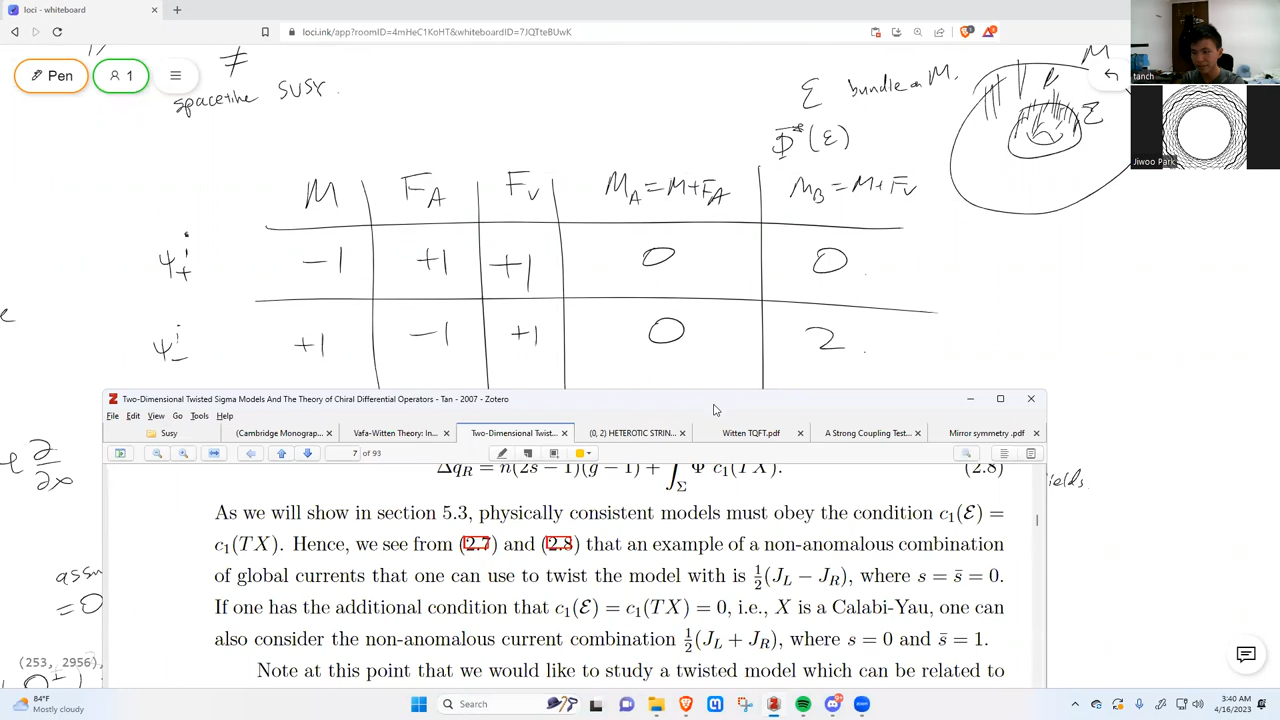 loci - whiteboard
loci.ink/app?roomID=4mHeC1KoHT&whiteboardID=7JQTteBUwK
Pen
1
≠
spacetime SUSY.
E bundle on M.
Φ*(E)
M
Σ
tanch
Jiwoo Park
M F_A F_V M_A = M+F_A M_B = M+F_V
ψ₊ⁱ −1 +1 +1 0 0
ψ₋ⁱ +1 −1 +1 0 2
∂/∂x
= 0
(253, 2956)
fields.
Two-Dimensional Twisted Sigma Models And The Theory of Chiral Differential Operators - Tan - 2007 - Zotero
File Edit View Go Tools Help
Susy
(Cambridge Monograp...
Vafa-Witten Theory: In...
Two-Dimensional Twist...
(0, 2) HETEROTIC STRIN...
Witten TQFT.pdf
A Strong Coupling Test...
Mirror symmetry .pdf
7 of 93
Δq_R = n(2s − 1)(g − 1) + ∫_Σ Φ* c₁(TX). (2.8)
As we will show in section 5.3, physically consistent models must obey the condition c₁(ℰ) =
c₁(TX). Hence, we see from (2.7) and (2.8) that an example of a non-anomalous combination
of global currents that one can use to twist the model with is ½(J_L − J_R), where s = s̄ = 0.
If one has the additional condition that c₁(ℰ) = c₁(TX) = 0, i.e., X is a Calabi-Yau, one can
also consider the non-anomalous current combination ½(J_L + J_R), where s = 0 and s̄ = 1.
Note at this point that we would like to study a twisted model which can be related to
84°F
Mostly cloudy
Search
3:40 AM
4/16/2023